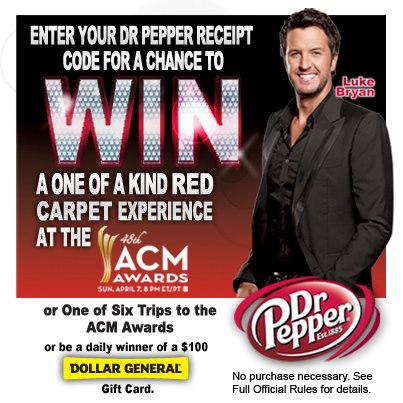 ENTER YOUR DR PEPPER RECEIPT
CODE FOR A CHANCE TO
WIN
Luke
Bryan
A ONE OF A KIND RED
CARPET EXPERIENCE
AT THE
48th
ACM
AWARDS
SUN, APRIL 7, 8 PM ET/PT
or One of Six Trips to the
ACM Awards
or be a daily winner of a $100
DOLLAR GENERAL
Gift Card.
Dr
Pepper
EST. 1885
No purchase necessary. See
Full Official Rules for details.